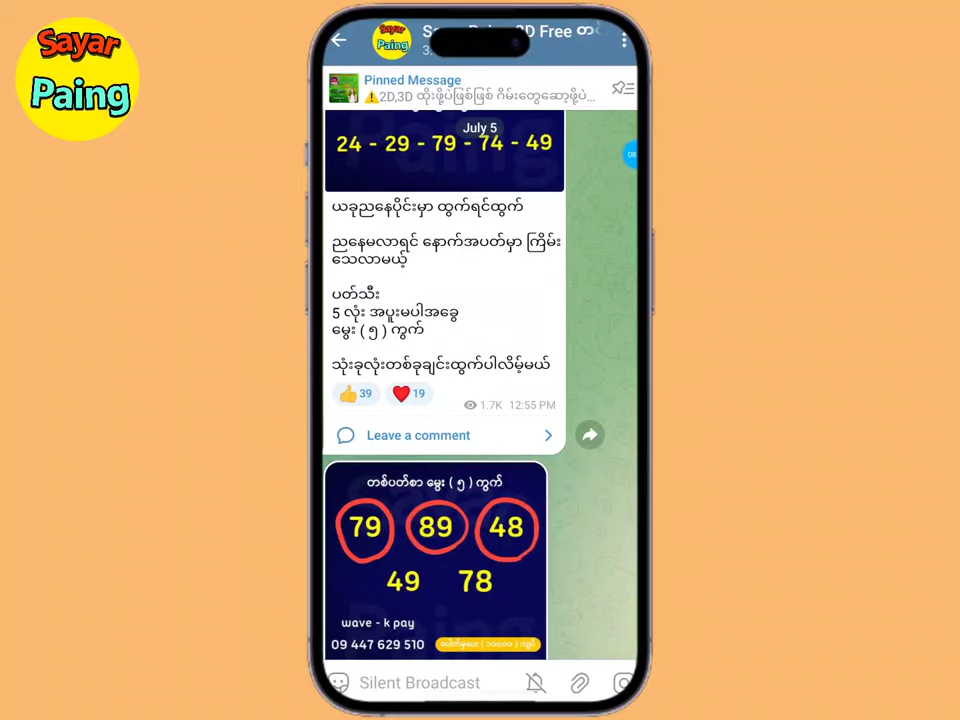 Sayar
Paing
Sayar
Paing
Pinned Message
⚠️2D,3D ထိုးဖို့ပဲဖြစ်ဖြစ် ဂိမ်းတွေဆော့ဖို့ပဲ...
July 5
24 - 29 - 79 - 74 - 49
ယခုညနေပိုင်းမှာ ထွက်ရင်ထွက်
ညနေမလာရင် နောက်အပတ်မှာ ကြိမ်း
သေလာမယ့်
ပတ်သီး
5 လုံး အပူးမပါအခွေ
မွေး ( ၅ ) ကွက်
သုံးခုလုံးတစ်ခုချင်းထွက်ပါလိမ့်မယ်
👍 39 ❤️ 19
1.7K 12:55 PM
Leave a comment
တစ်ပတ်စာ မွေး ( ၅ ) ကွက်
79 89 48
49 78
wave - k pay
09 447 629 510
Silent Broadcast